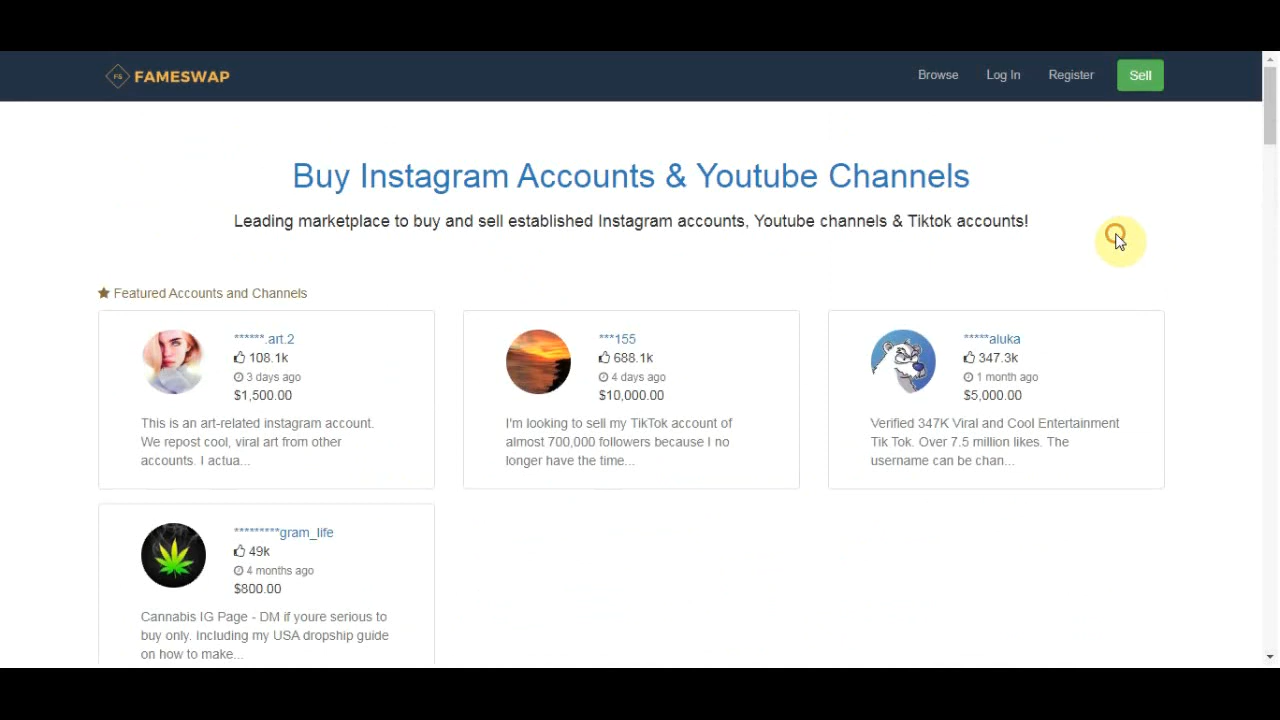 FS FAMESWAP
Browse Log In Register Sell
Buy Instagram Accounts & Youtube Channels
Leading marketplace to buy and sell established Instagram accounts, Youtube channels & Tiktok accounts!
Featured Accounts and Channels
******.art.2
108.1k
3 days ago
$1,500.00
This is an art-related instagram account.
We repost cool, viral art from other
accounts. I actua...
***155
688.1k
4 days ago
$10,000.00
I'm looking to sell my TikTok account of
almost 700,000 followers because I no
longer have the time...
*****aluka
347.3k
1 month ago
$5,000.00
Verified 347K Viral and Cool Entertainment
Tik Tok. Over 7.5 million likes. The
username can be chan...
*********gram_life
49k
4 months ago
$800.00
Cannabis IG Page - DM if youre serious to
buy only. Including my USA dropship guide
on how to make...